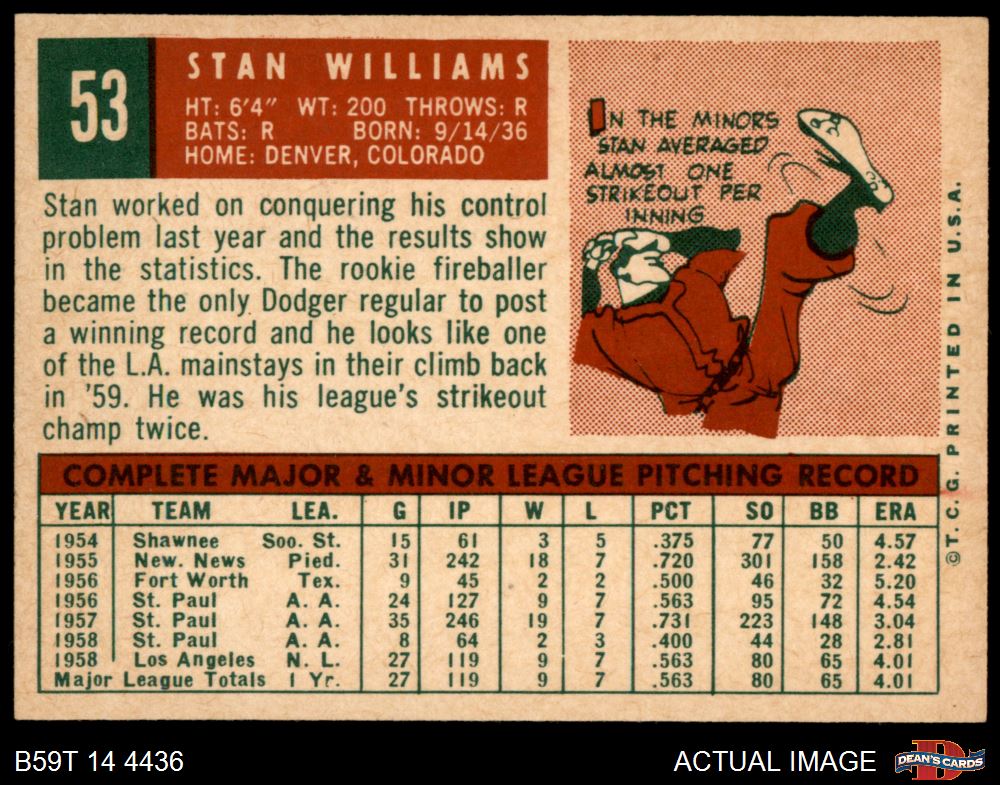 53
STAN WILLIAMS
HT: 6'4" WT: 200 THROWS: R
BATS: R BORN: 9/14/36
HOME: DENVER, COLORADO
Stan worked on conquering his control
problem last year and the results show
in the statistics. The rookie fireballer
became the only Dodger regular to post
a winning record and he looks like one
of the L.A. mainstays in their climb back
in '59. He was his league's strikeout
champ twice.
IN THE MINORS
STAN AVERAGED
ALMOST ONE
STRIKEOUT PER
INNING
COMPLETE MAJOR & MINOR LEAGUE PITCHING RECORD
YEAR TEAM LEA. G IP W L PCT SO BB ERA
1954 Shawnee Soo. St. 15 61 3 5 .375 77 50 4.57
1955 New. News Pied. 31 242 18 7 .720 301 158 2.42
1956 Fort Worth Tex. 9 45 2 2 .500 46 32 5.20
1956 St. Paul A. A. 24 127 9 7 .563 95 72 4.54
1957 St. Paul A. A. 35 246 19 7 .731 223 148 3.04
1958 St. Paul A. A. 8 64 2 3 .400 44 28 2.81
1958 Los Angeles N. L. 27 119 9 7 .563 80 65 4.01
Major League Totals 1 Yr. 27 119 9 7 .563 80 65 4.01
©T.C.G. PRINTED IN U.S.A.
B59T 14 4436
ACTUAL IMAGE
DEAN'S CARDS